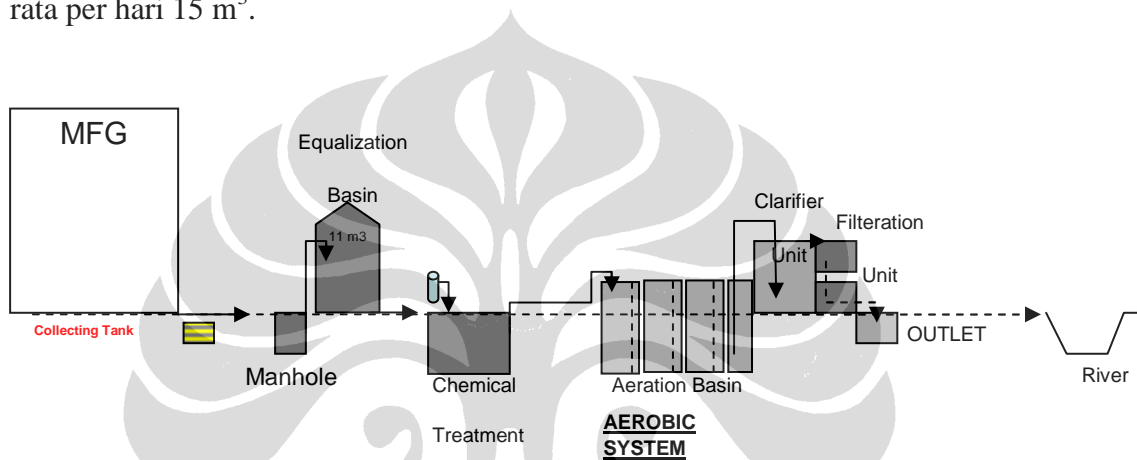 rata per hari 15 m³.
MFG
Equalization
Basin
11 m3
Collecting Tank
Manhole
Chemical
Treatment
Aeration Basin
AEROBIC
SYSTEM
Clarifier
Unit
Filteration
Unit
OUTLET
River